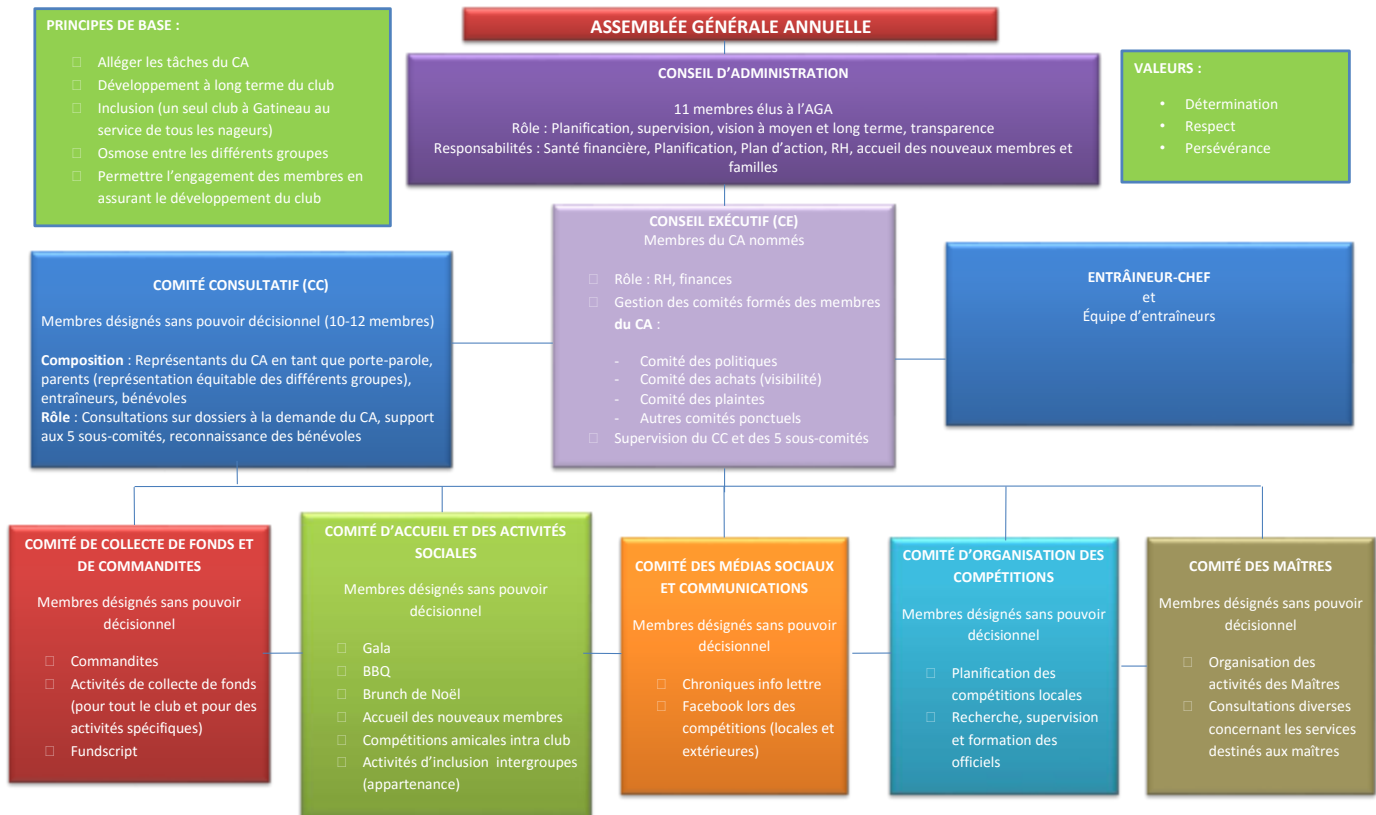 PRINCIPES DE BASE :
Alléger les tâches du CA
Développement à long terme du club
Inclusion (un seul club à Gatineau au
service de tous les nageurs)
Osmose entre les différents groupes
Permettre l'engagement des membres en
assurant le développement du club
ASSEMBLÉE GÉNÉRALE ANNUELLE
CONSEIL D'ADMINISTRATION
11 membres élus à l'AGA
Rôle : Planification, supervision, vision à moyen et long terme, transparence
Responsabilités : Santé financière, Planification, Plan d'action, RH, accueil des nouveaux membres et
familles
VALEURS :
• Détermination
• Respect
• Persévérance
CONSEIL EXÉCUTIF (CE)
Membres du CA nommés
Rôle : RH, finances
Gestion des comités formés des membres
du CA :
- Comité des politiques
- Comité des achats (visibilité)
- Comité des plaintes
- Autres comités ponctuels
Supervision du CC et des 5 sous-comités
COMITÉ CONSULTATIF (CC)
Membres désignés sans pouvoir décisionnel (10-12 membres)
Composition : Représentants du CA en tant que porte-parole,
parents (représentation équitable des différents groupes),
entraîneurs, bénévoles
Rôle : Consultations sur dossiers à la demande du CA, support
aux 5 sous-comités, reconnaissance des bénévoles
ENTRÂINEUR-CHEF
et
Équipe d'entraîneurs
COMITÉ DE COLLECTE DE FONDS ET
DE COMMANDITES
Membres désignés sans pouvoir
décisionnel
Commandites
Activités de collecte de fonds
(pour tout le club et pour des
activités spécifiques)
Fundscript
COMITÉ D'ACCUEIL ET DES ACTIVITÉS
SOCIALES
Membres désignés sans pouvoir
décisionnel
Gala
BBQ
Brunch de Noël
Accueil des nouveaux membres
Compétitions amicales intra club
Activités d'inclusion intergroupes
(appartenance)
COMITÉ DES MÉDIAS SOCIAUX
ET COMMUNICATIONS
Membres désignés sans pouvoir
décisionnel
Chroniques info lettre
Facebook lors des
compétitions (locales et
extérieures)
COMITÉ D'ORGANISATION DES
COMPÉTITIONS
Membres désignés sans pouvoir
décisionnel
Planification des
compétitions locales
Recherche, supervision
et formation des
officiels
COMITÉ DES MAÎTRES
Membres désignés sans pouvoir
décisionnel
Organisation des
activités des Maîtres
Consultations diverses
concernant les services
destinés aux maîtres